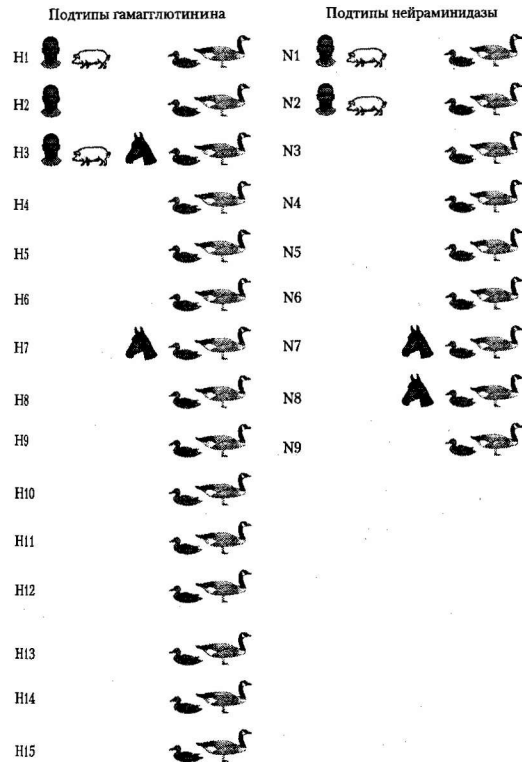 Подтипы гамагглютинина
H1
H2
H3
H4
H5
H6
H7
H8
H9
H10
H11
H12
H13
H14
H15
Подтипы нейраминидазы
N1
N2
N3
N4
N5
N6
N7
N8
N9